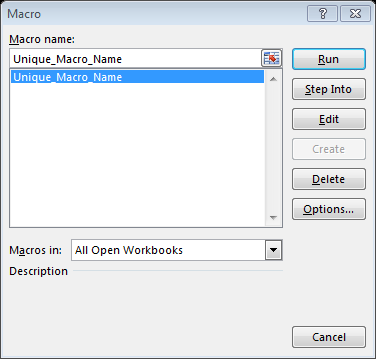 Macro
Macro name:
Unique_Macro_Name
Unique_Macro_Name
Run
Step Into
Edit
Create
Delete
Options...
Macros in:
All Open Workbooks
Description
Cancel